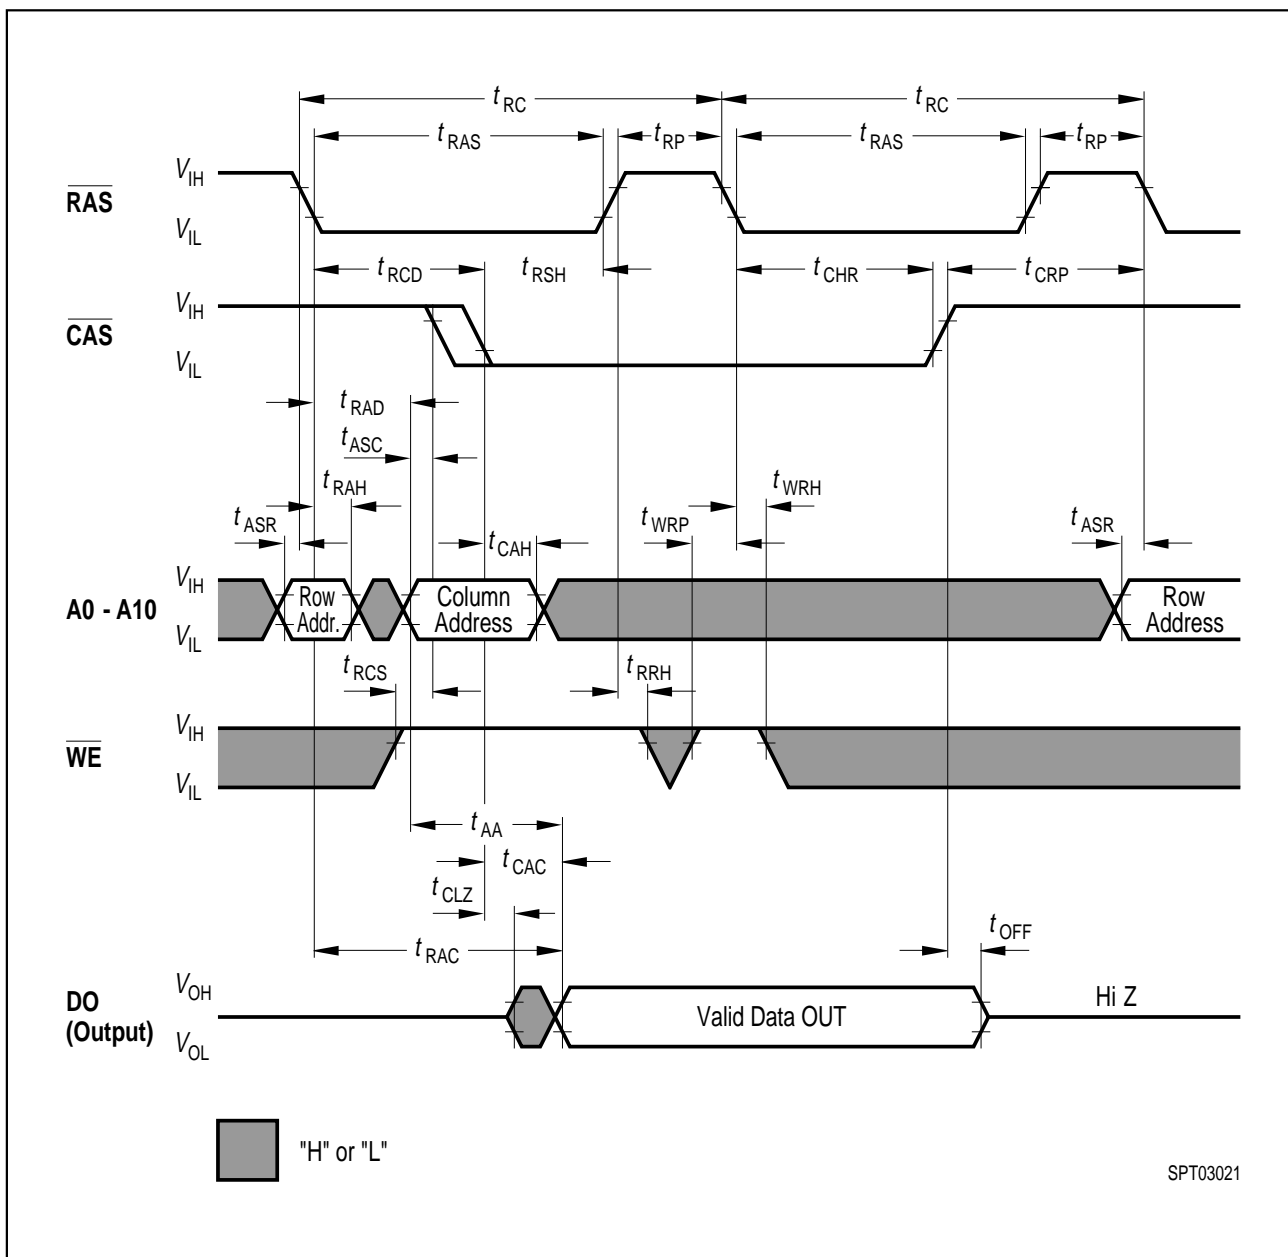 tRC tRC
tRAS tRP tRAS tRP
VIH
RAS
VIL
tRCD tRSH tCHR tCRP
VIH
CAS
VIL
tRAD
tASC
tRAH tWRH
tASR tWRP tASR
tCAH
VIH
A0 - A10 Row Addr. Column Address Row Address
VIL
tRCS tRRH
VIH
WE
VIL
tAA
tCAC
tCLZ
tOFF
tRAC
VOH
DO (Output) Valid Data OUT Hi Z
VOL
"H" or "L"
SPT03021